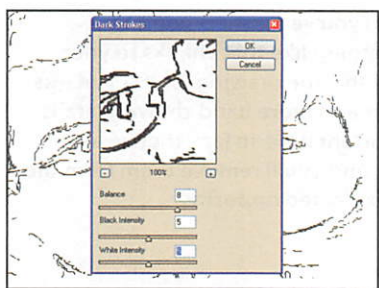 Dark Strokes
OK
Cancel
100%
Balance 8
Black Intensity 5
White Intensity